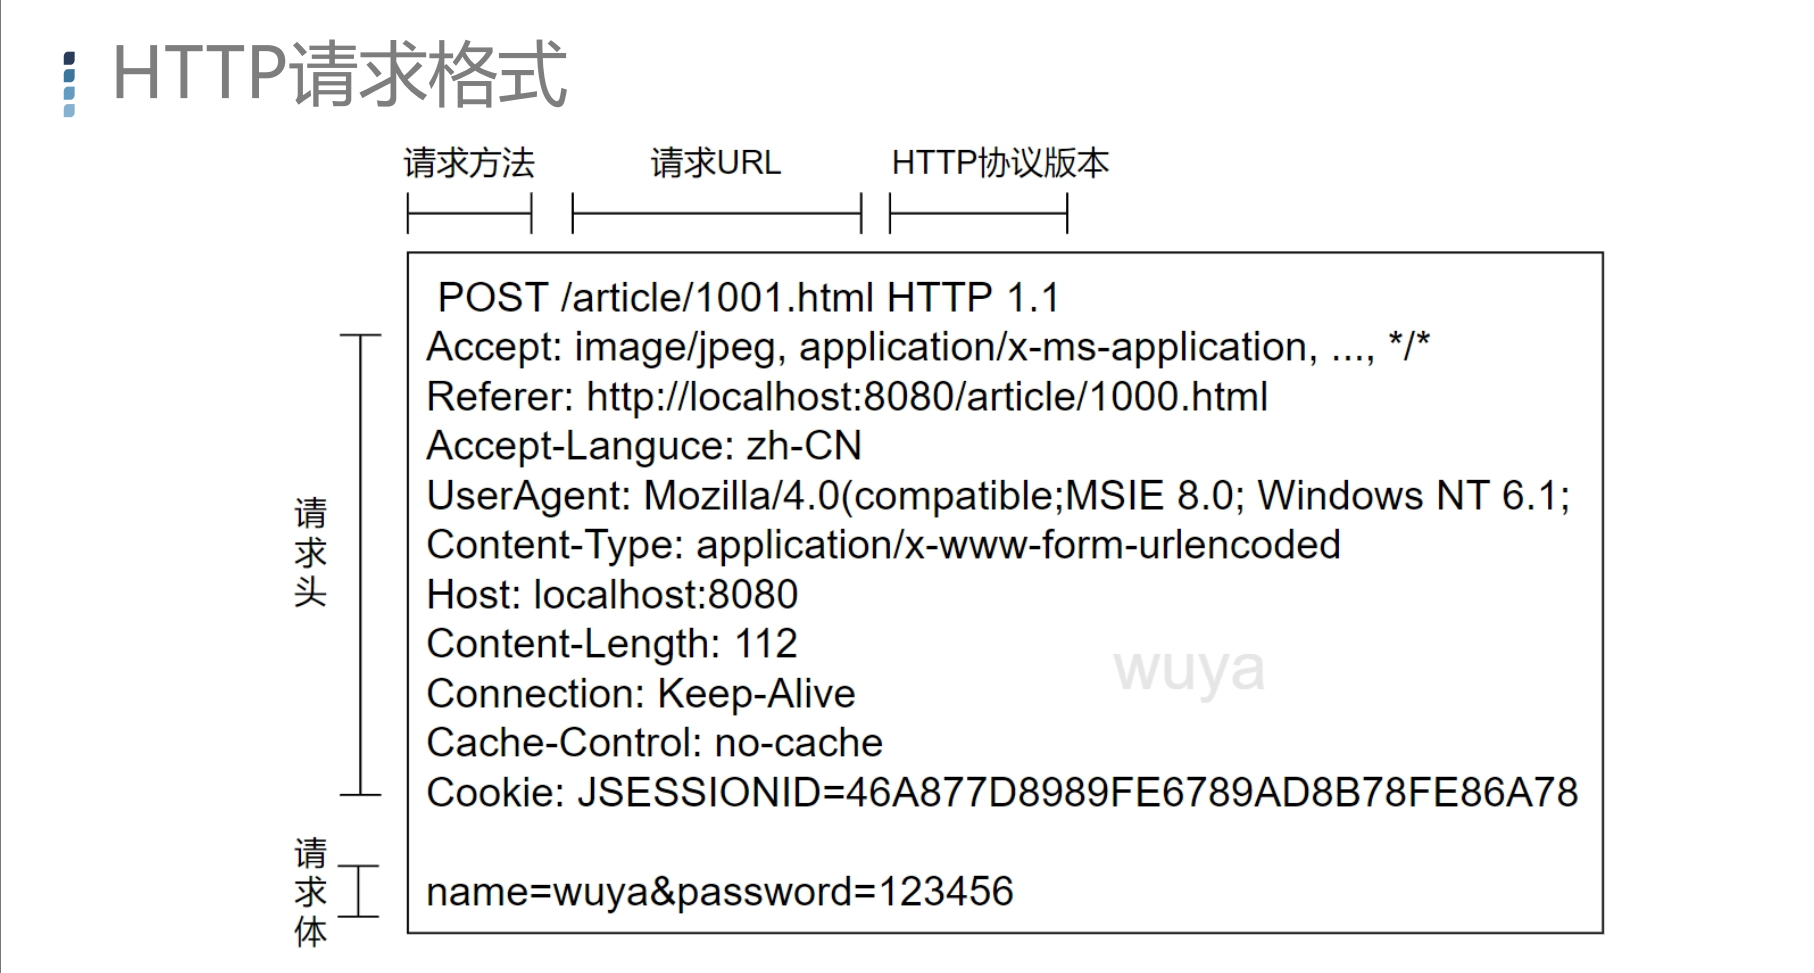 HTTP请求格式
请求方法 请求URL HTTP协议版本
POST /article/1001.html HTTP 1.1
Accept: image/jpeg, application/x-ms-application, ..., */*
Referer: http://localhost:8080/article/1000.html
Accept-Languce: zh-CN
UserAgent: Mozilla/4.0(compatible;MSIE 8.0; Windows NT 6.1;
Content-Type: application/x-www-form-urlencoded
Host: localhost:8080
Content-Length: 112
Connection: Keep-Alive
Cache-Control: no-cache
Cookie: JSESSIONID=46A877D8989FE6789AD8B78FE86A78
请求头
wuya
name=wuya&password=123456
请求体